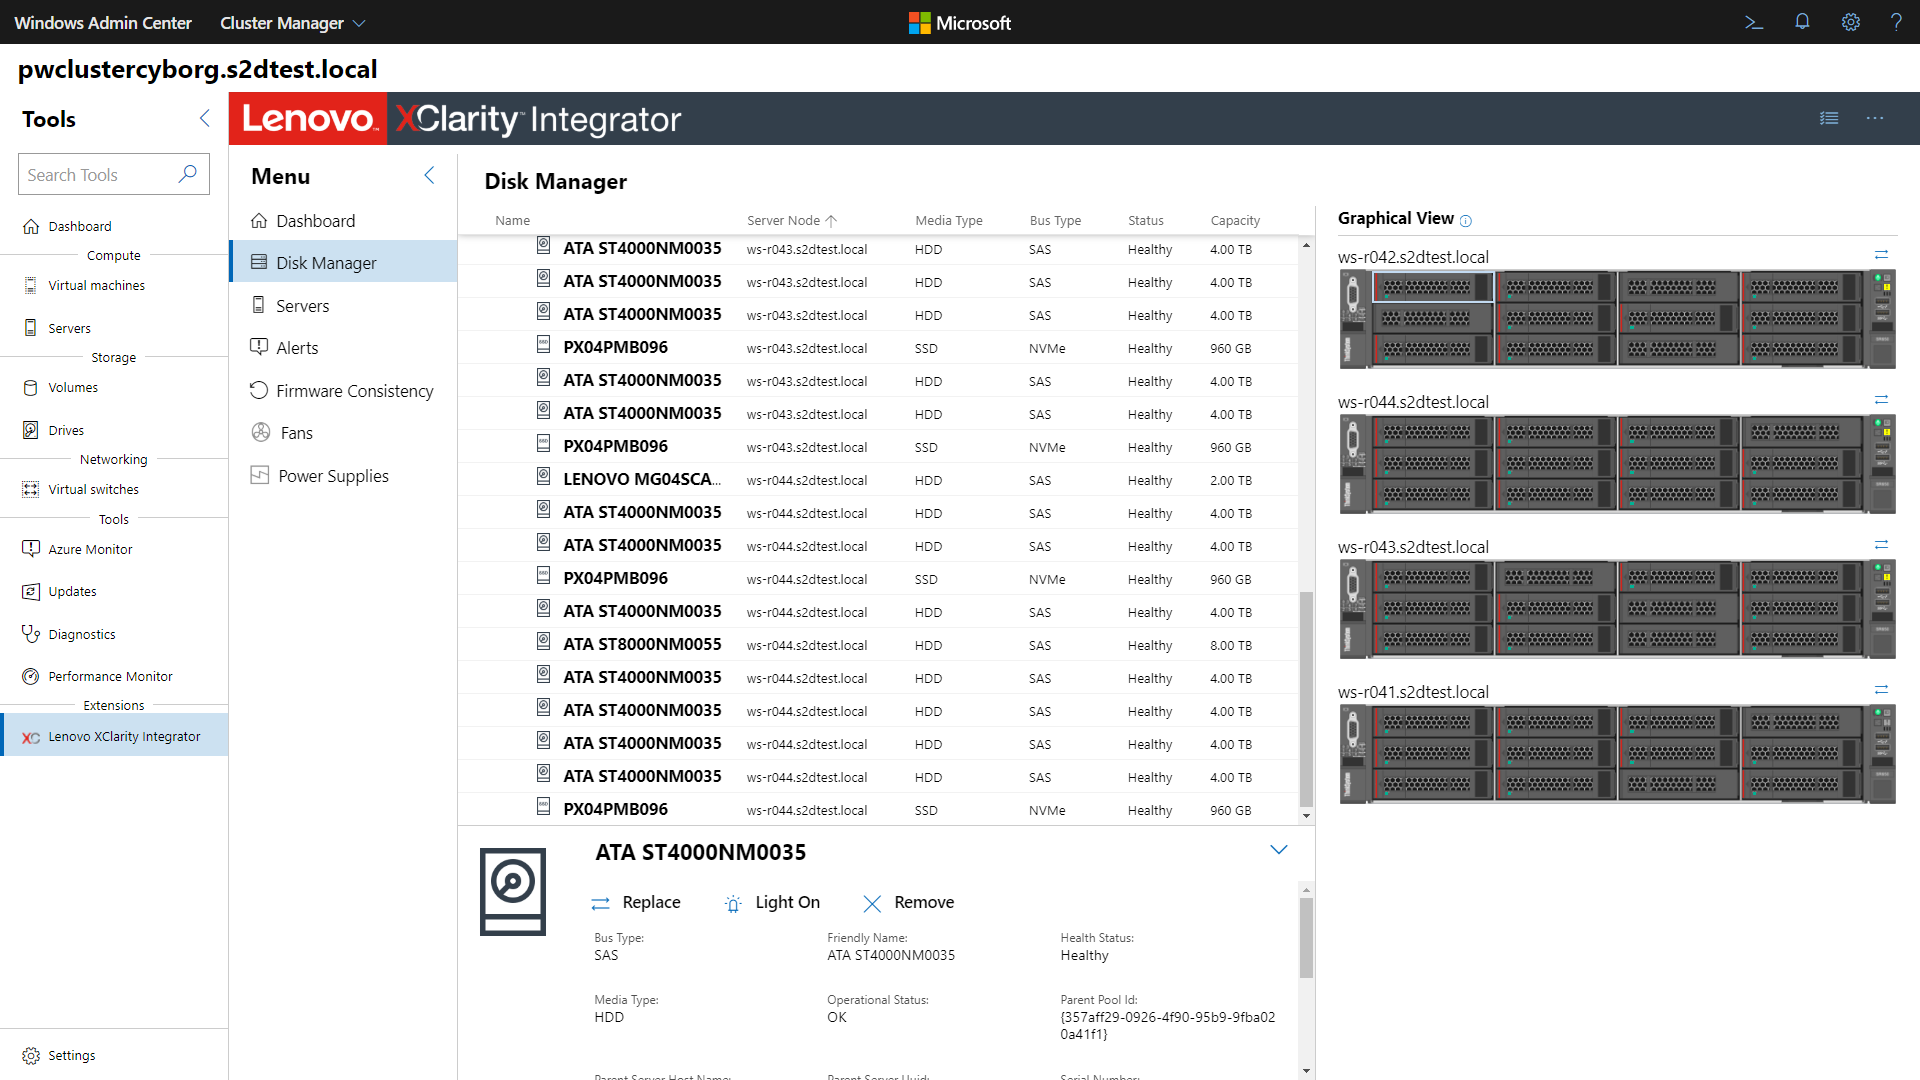 Windows Admin Center Cluster Manager Microsoft
pwclustercyborg.s2dtest.local
Tools
Search Tools
Dashboard
Compute
Virtual machines
Servers
Storage
Volumes
Drives
Networking
Virtual switches
Tools
Azure Monitor
Updates
Diagnostics
Performance Monitor
Extensions
Lenovo XClarity Integrator
Settings
Lenovo XClarity Integrator
Menu
Dashboard
Disk Manager
Servers
Alerts
Firmware Consistency
Fans
Power Supplies
Disk Manager
Name Server Node Media Type Bus Type Status Capacity
ATA ST4000NM0035 ws-r043.s2dtest.local HDD SAS Healthy 4.00 TB
ATA ST4000NM0035 ws-r043.s2dtest.local HDD SAS Healthy 4.00 TB
ATA ST4000NM0035 ws-r043.s2dtest.local HDD SAS Healthy 4.00 TB
PX04PMB096 ws-r043.s2dtest.local SSD NVMe Healthy 960 GB
ATA ST4000NM0035 ws-r043.s2dtest.local HDD SAS Healthy 4.00 TB
ATA ST4000NM0035 ws-r043.s2dtest.local HDD SAS Healthy 4.00 TB
PX04PMB096 ws-r043.s2dtest.local SSD NVMe Healthy 960 GB
LENOVO MG04SCA... ws-r044.s2dtest.local HDD SAS Healthy 2.00 TB
ATA ST4000NM0035 ws-r044.s2dtest.local HDD SAS Healthy 4.00 TB
ATA ST4000NM0035 ws-r044.s2dtest.local HDD SAS Healthy 4.00 TB
PX04PMB096 ws-r044.s2dtest.local SSD NVMe Healthy 960 GB
ATA ST4000NM0035 ws-r044.s2dtest.local HDD SAS Healthy 4.00 TB
ATA ST8000NM0055 ws-r044.s2dtest.local HDD SAS Healthy 8.00 TB
ATA ST4000NM0035 ws-r044.s2dtest.local HDD SAS Healthy 4.00 TB
ATA ST4000NM0035 ws-r044.s2dtest.local HDD SAS Healthy 4.00 TB
ATA ST4000NM0035 ws-r044.s2dtest.local HDD SAS Healthy 4.00 TB
ATA ST4000NM0035 ws-r044.s2dtest.local HDD SAS Healthy 4.00 TB
PX04PMB096 ws-r044.s2dtest.local SSD NVMe Healthy 960 GB
ATA ST4000NM0035
Replace Light On Remove
Bus Type: Friendly Name: Health Status:
SAS ATA ST4000NM0035 Healthy
Media Type: Operational Status: Parent Pool Id:
HDD OK {357aff29-0926-4f90-95b9-9fba02
0a41f1}
Parent Server Host Name: Parent Server Uuid: Serial Number:
Graphical View
ws-r042.s2dtest.local
ThinkSystem
ws-r044.s2dtest.local
ThinkSystem
ws-r043.s2dtest.local
ThinkSystem
ws-r041.s2dtest.local
ThinkSystem